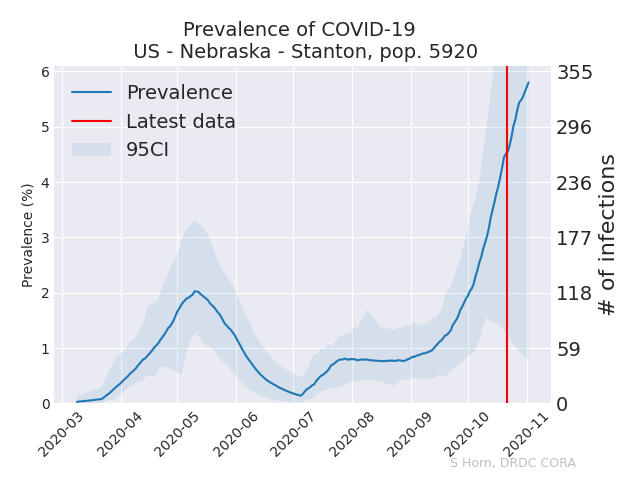 Prevalence of COVID-19
US - Nebraska - Stanton, pop. 5920
Prevalence
Latest data
95CI
Prevalence (%)
6
5
4
3
2
1
0
355
296
236
177
118
59
0
# of infections
2020-03
2020-04
2020-05
2020-06
2020-07
2020-08
2020-09
2020-10
2020-11
S Horn, DRDC CORA